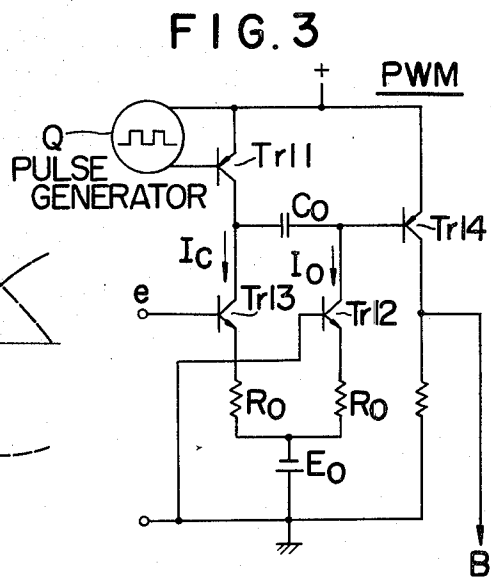 FIG.3
+
PWM
Q
PULSE
GENERATOR
Tr11
Co
Tr14
Ic
Io
e
Tr13
Tr12
Ro
Ro
Eo
B